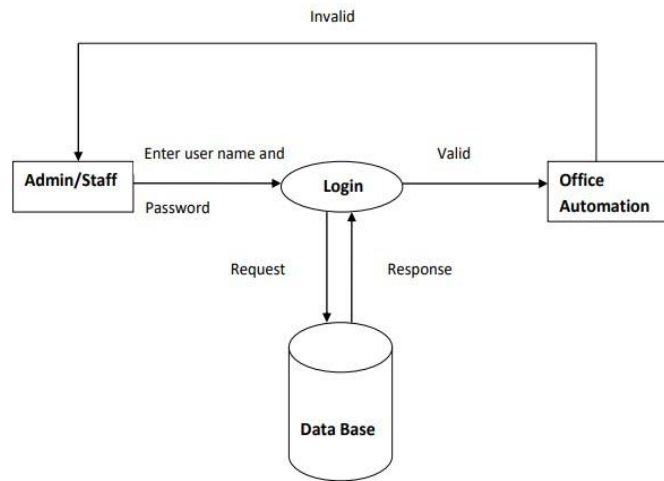 Invalid
Enter user name and
Valid
Admin/Staff
Login
Office
Automation
Password
Request
Response
Data Base